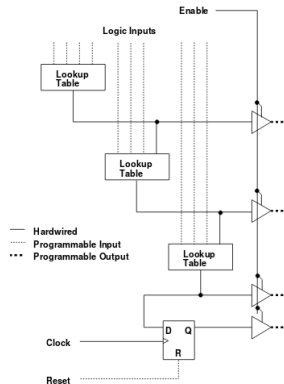 Enable
Logic Inputs
Lookup
Table
Lookup
Table
Hardwired
Programmable Input
Programmable Output
Lookup
Table
D Q
Clock
R
Reset